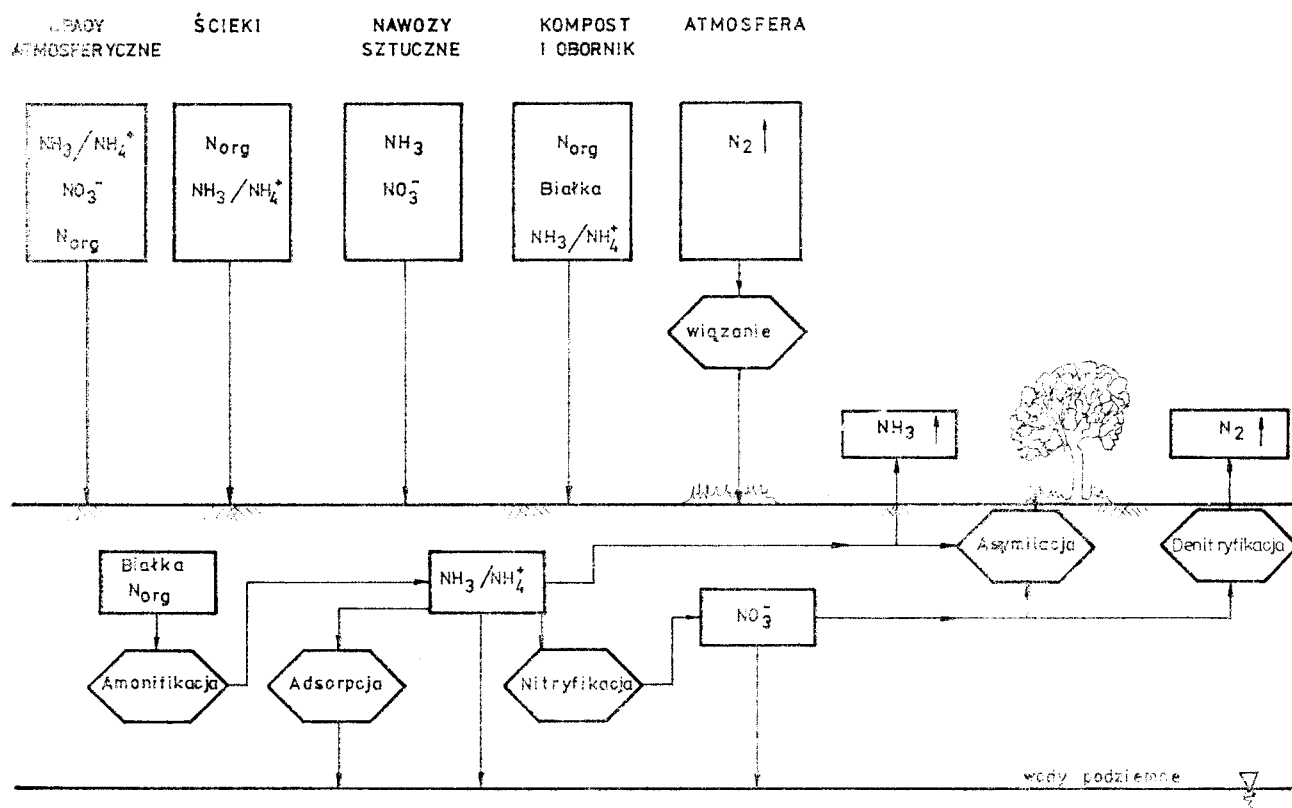 OPADY
ATMOSFERYCZNE
ŚCIEKI
NAWOZY
SZTUCZNE
KOMPOST
I OBORNIK
ATMOSFERA
NH₃/NH₄⁺
NO₃⁻
Norg
Norg
NH₃/NH₄⁺
NH₃
NO₃⁻
Norg
Białka
NH₃/NH₄⁺
N₂ ↑
wiązanie
NH₃ ↑
N₂ ↑
Asymilacja
Denitryfikacja
Białka
Norg
NH₃/NH₄⁺
NO₃⁻
Amonifikacja
Adsorpcja
Nitryfikacja
wody podziemne